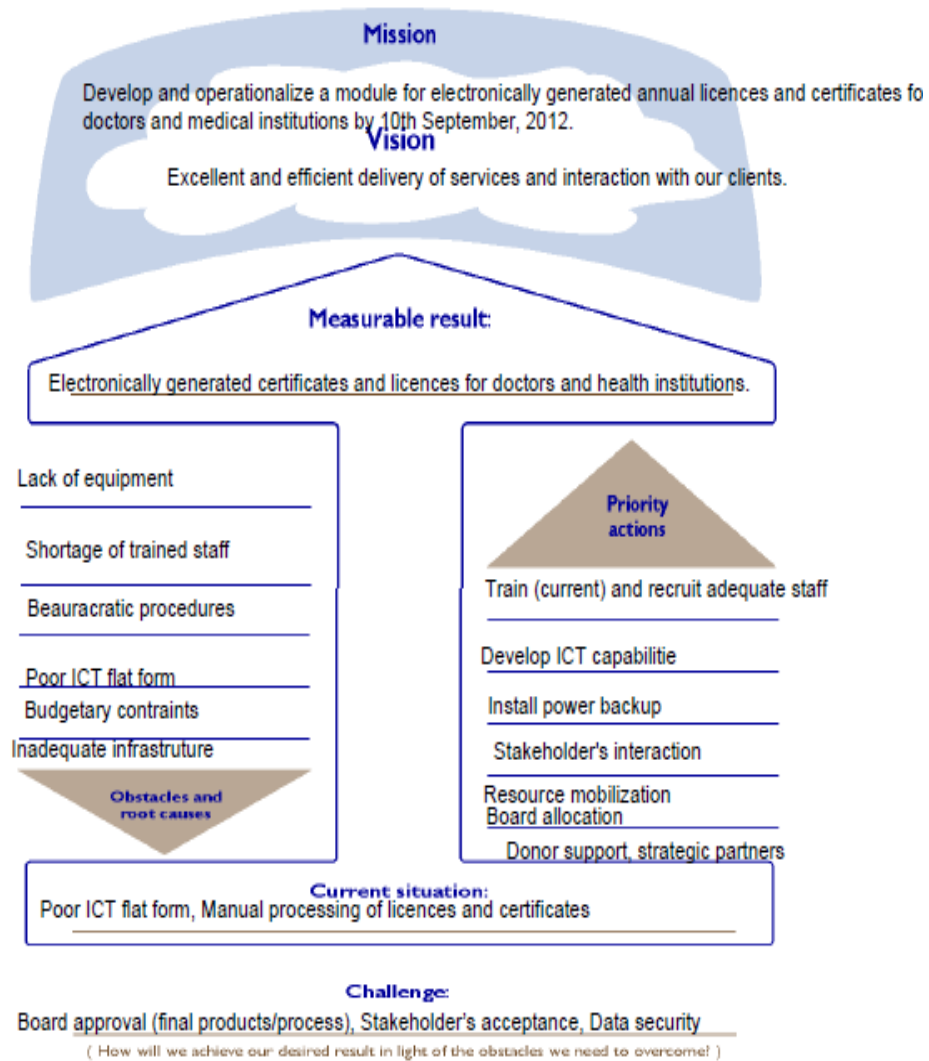 Mission
Develop and operationalize a module for electronically generated annual licences and certificates fo
doctors and medical institutions by 10th September, 2012.
Vision
Excellent and efficient delivery of services and interaction with our clients.
Measurable result:
Electronically generated certificates and licences for doctors and health institutions.
Lack of equipment
Shortage of trained staff
Beauracratic procedures
Poor ICT flat form
Budgetary contraints
Inadequate infrastruture
Obstacles and
root causes
Priority
actions
Train (current) and recruit adequate staff
Develop ICT capabilitie
Install power backup
Stakeholder's interaction
Resource mobilization
Board allocation
Donor support, strategic partners
Current situation:
Poor ICT flat form, Manual processing of licences and certificates
Challenge:
Board approval (final products/process), Stakeholder's acceptance, Data security
( How will we achieve our desired result in light of the obstacles we need to overcome? )